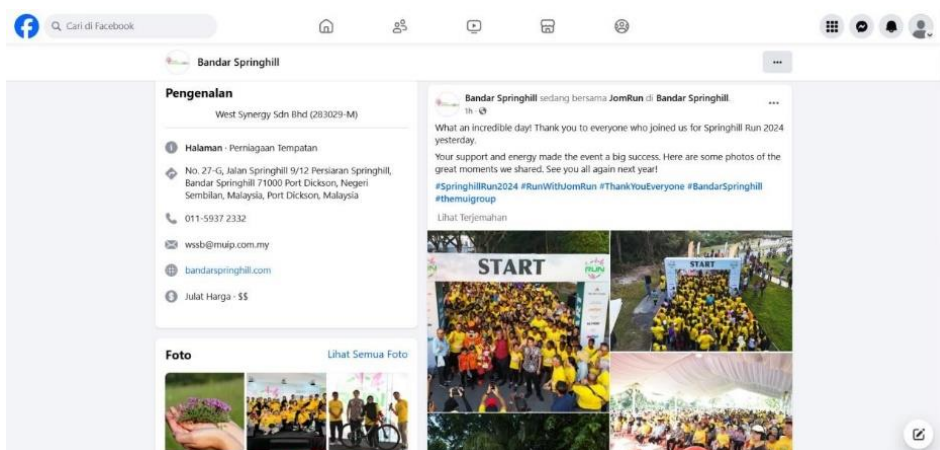 Cari di Facebook
Bandar Springhill
Pengenalan
West Synergy Sdn Bhd (283029-M)
Halaman · Perniagaan Tempatan
No. 27-G, Jalan Springhill 9/12 Persiaran Springhill,
Bandar Springhill 71000 Port Dickson, Negeri
Sembilan, Malaysia, Port Dickson, Malaysia
011-5937 2332
wssb@muip.com.my
bandarspringhill.com
Julat Harga · $$
Foto
Lihat Semua Foto
Bandar Springhill sedang bersama JomRun di Bandar Springhill.
1h ·
What an incredible day! Thank you to everyone who joined us for Springhill Run 2024
yesterday.
Your support and energy made the event a big success. Here are some photos of the
great moments we shared. See you all again next year!
#SpringhillRun2024 #RunWithJomRun #ThankYouEveryone #BandarSpringhill
#themuigroup
Lihat Terjemahan
START
RUN
START